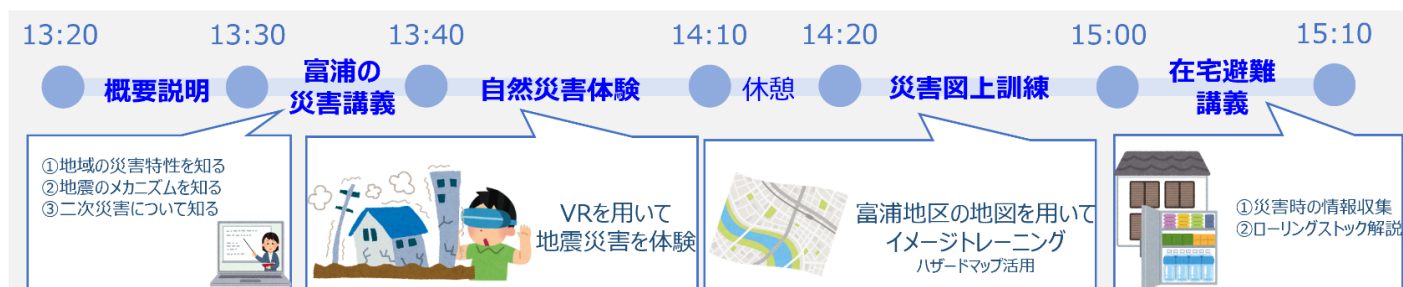 13:20 13:30 13:40 14:10 14:20 15:00 15:10
概要説明
富浦の
災害講義
自然災害体験
休憩
災害図上訓練
在宅避難
講義
①地域の災害特性を知る
②地震のメカニズムを知る
③二次災害について知る
VRを用いて
地震災害を体験
富浦地区の地図を用いて
イメージトレーニング
ハザードマップ活用
①災害時の情報収集
②ローリングストック解説